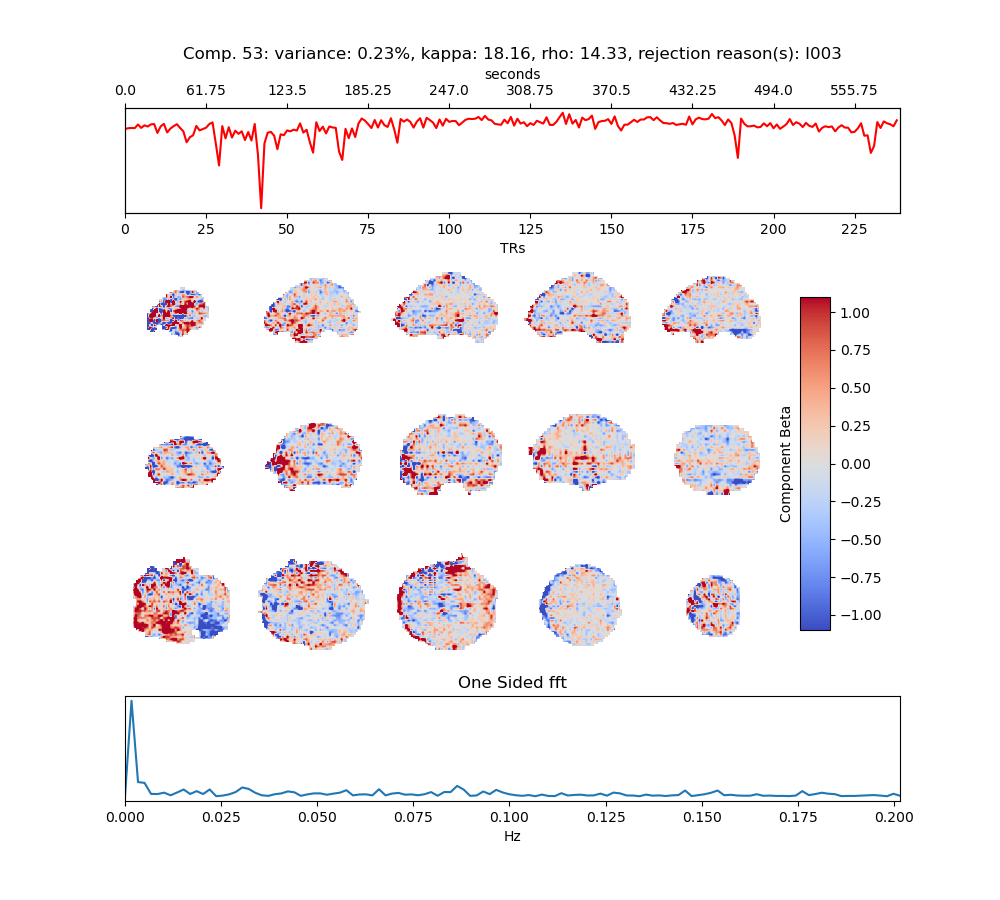 Comp. 53: variance: 0.23%, kappa: 18.16, rho: 14.33, rejection reason(s): I003
seconds
0.0 61.75 123.5 185.25 247.0 308.75 370.5 432.25 494.0 555.75
0 25 50 75 100 125 150 175 200 225
TRs
1.00
0.75
0.50
0.25
0.00
−0.25
−0.50
−0.75
−1.00
Component Beta
One Sided fft
0.000 0.025 0.050 0.075 0.100 0.125 0.150 0.175 0.200
Hz